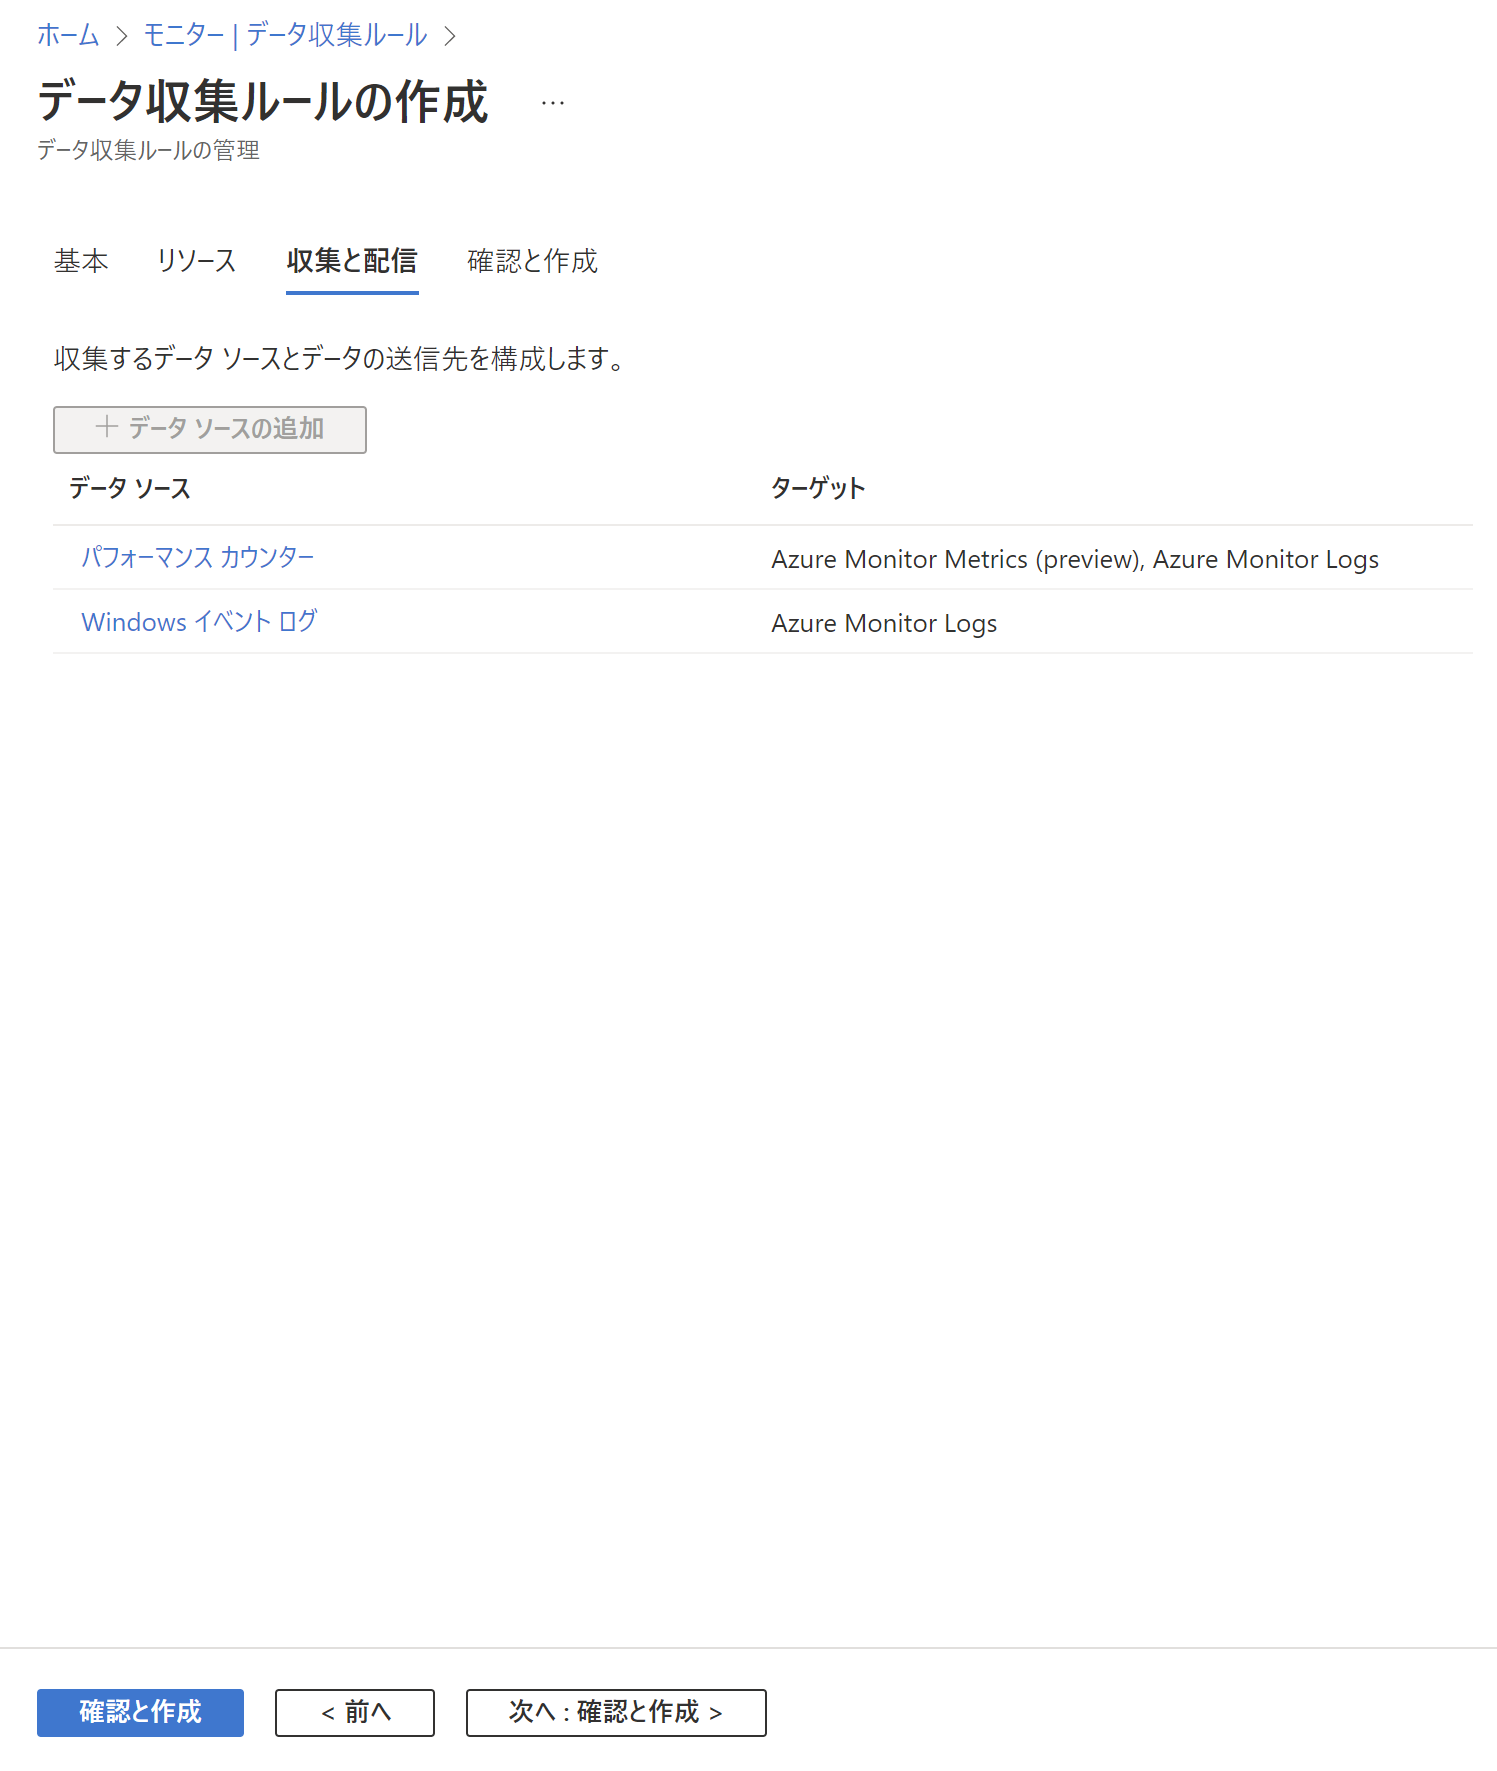 ホーム > モニター | データ収集ルール >
データ収集ルールの作成 …
データ収集ルールの管理
基本 リソース 収集と配信 確認と作成
収集するデータ ソースとデータの送信先を構成します。
＋ データ ソースの追加
データ ソース ターゲット
パフォーマンス カウンター Azure Monitor Metrics (preview), Azure Monitor Logs
Windows イベント ログ Azure Monitor Logs
確認と作成 < 前へ 次へ : 確認と作成 >